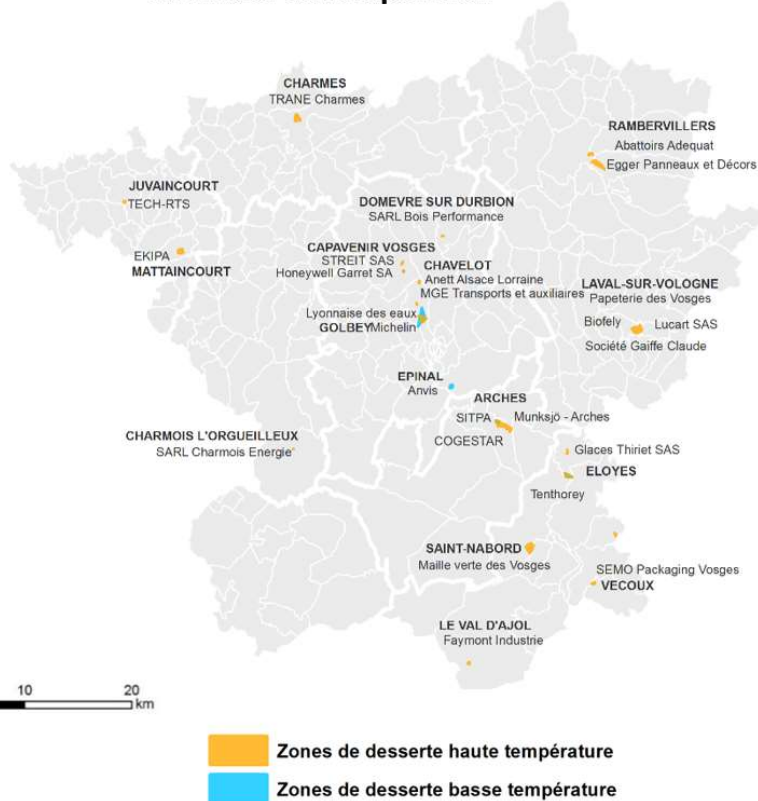 CHARMES
TRANE Charmes
RAMBERVILLERS
Abattoirs Adequat
Egger Panneaux et Décors
JUVAINCOURT
TECH-RTS
DOMEVRE SUR DURBION
SARL Bois Performance
EKIPA
MATTAINCOURT
CAPAVENIR VOSGES
STREIT SAS
Honeywell Garret SA
CHAVELOT
Anett Alsace Lorraine
MGE Transports et auxiliaires
LAVAL-SUR-VOLOGNE
Papeterie des Vosges
Biofely
Lucart SAS
Société Gaiffe Claude
Lyonnaise des eaux
GOLBEY
Michelin
EPINAL
Anvis
ARCHES
SITPA
Munksjö - Arches
COGESTAR
CHARMOIS L'ORGUEILLEUX
SARL Charmois Energie
Glaces Thiriet SAS
ELOYES
Tenthorey
SAINT-NABORD
Maille verte des Vosges
SEMO Packaging Vosges
VECOUX
LE VAL D'AJOL
Faymont Industrie
10 20
km
Zones de desserte haute température
Zones de desserte basse température